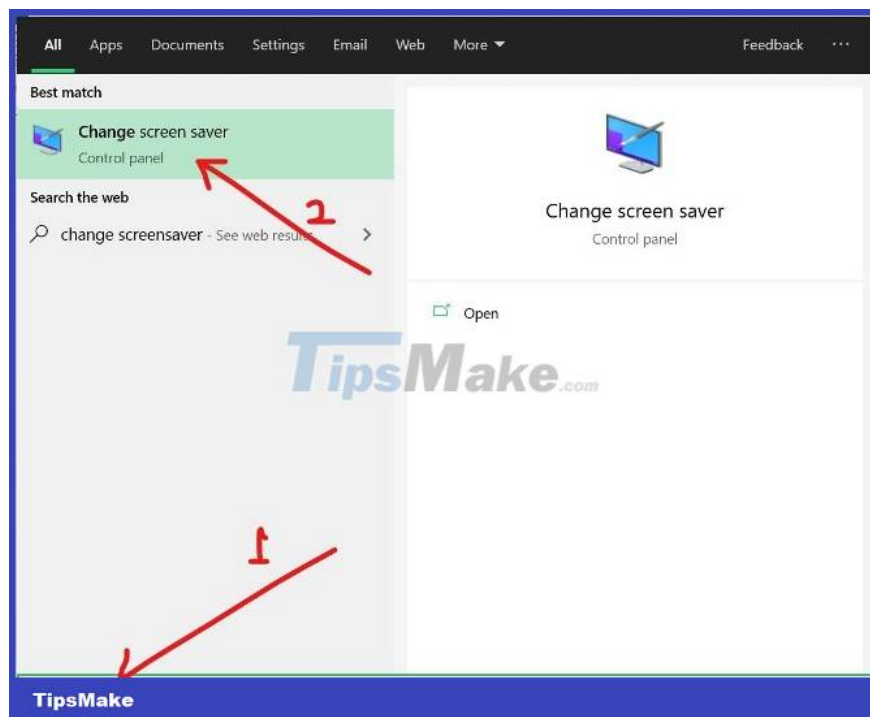 All Apps Documents Settings Email Web More Feedback ...
Best match
Change screen saver
Control panel
Search the web
change screensaver - See web results
2
Change screen saver
Control panel
Open
TipsMake.com
1
TipsMake